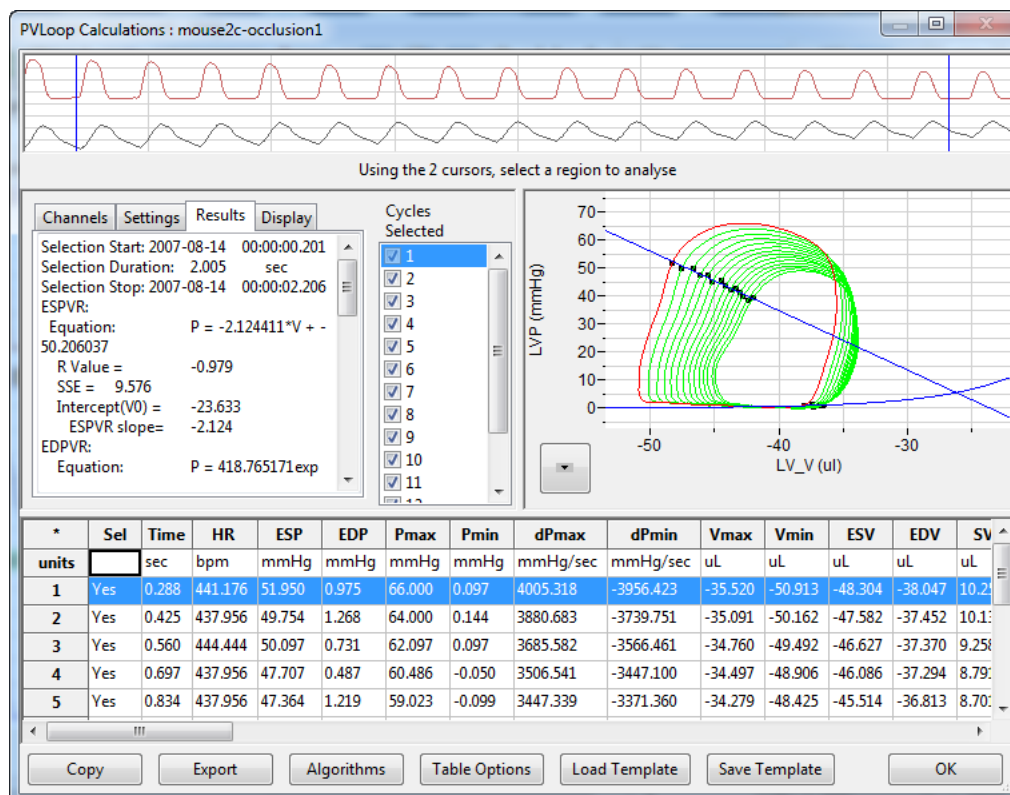 PVLoop Calculations : mouse2c-occlusion1
Using the 2 cursors, select a region to analyse
Channels Settings Results Display
Selection Start: 2007-08-14 00:00:00.201
Selection Duration: 2.005 sec
Selection Stop: 2007-08-14 00:00:02.206
ESPVR:
Equation: P = -2.124411*V + -
50.206037
R Value = -0.979
SSE = 9.576
Intercept(V0) = -23.633
ESPVR slope= -2.124
EDPVR:
Equation: P = 418.765171exp
Cycles
Selected
1
2
3
4
5
6
7
8
9
10
11
70
60
50
40
30
20
10
0
LVP (mmHg)
-50 -40 -30
LV_V (ul)
* Sel Time HR ESP EDP Pmax Pmin dPmax dPmin Vmax Vmin ESV EDV SV
units sec bpm mmHg mmHg mmHg mmHg mmHg/sec mmHg/sec uL uL uL uL uL
1 Yes 0.288 441.176 51.950 0.975 66.000 0.097 4005.318 -3956.423 -35.520 -50.913 -48.304 -38.047
2 Yes 0.425 437.956 49.754 1.268 64.000 0.144 3880.683 -3739.751 -35.091 -50.162 -47.582 -37.452
3 Yes 0.560 444.444 50.097 0.731 62.097 0.097 3685.582 -3566.461 -34.760 -49.492 -46.627 -37.370 9.258
4 Yes 0.697 437.956 47.707 0.487 60.486 -0.050 3506.541 -3447.100 -34.497 -48.906 -46.086 -37.294
5 Yes 0.834 437.956 47.364 1.219 59.023 -0.099 3447.339 -3371.360 -34.279 -48.425 -45.514 -36.813
Copy Export Algorithms Table Options Load Template Save Template OK